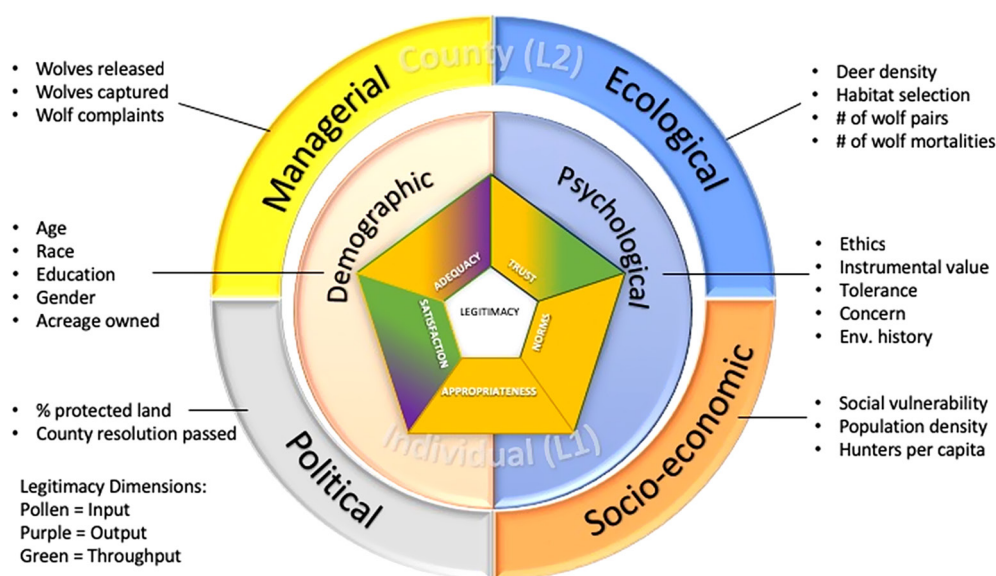 County (L2)
Managerial
Ecological
• Wolves released
• Wolves captured
• Wolf complaints
• Deer density
• Habitat selection
• # of wolf pairs
• # of wolf mortalities
Demographic
Psychological
• Age
• Race
• Education
• Gender
• Acreage owned
ADEQUACY
TRUST
SATISFACTION
LEGITIMACY
NORMS
APPROPRIATENESS
• Ethics
• Instrumental value
• Tolerance
• Concern
• Env. history
Individual (L1)
• % protected land
• County resolution passed
Political
Socio-economic
• Social vulnerability
• Population density
• Hunters per capita
Legitimacy Dimensions:
Pollen = Input
Purple = Output
Green = Throughput